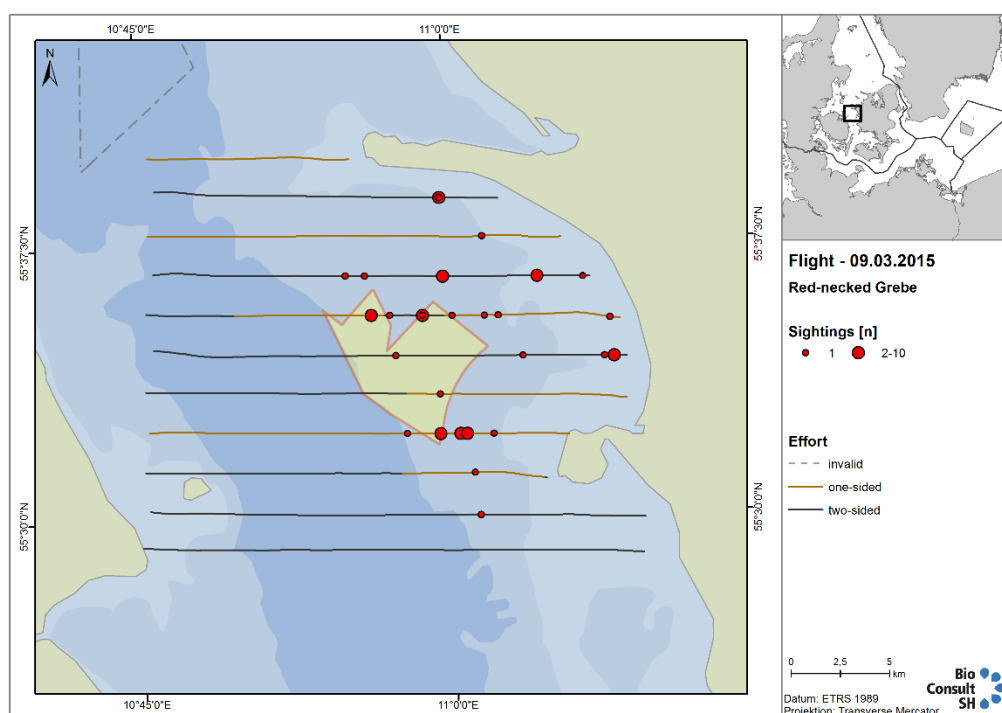 10°45'0"E
11°0'0"E
N
55°37'30"N
55°37'30"N
55°30'0"N
55°30'0"N
10°45'0"E
11°0'0"E
Flight - 09.03.2015
Red-necked Grebe
Sightings [n]
1
2-10
Effort
invalid
one-sided
two-sided
0
2,5
5
km
Datum: ETRS 1989
Projektion: Transverse Mercator
Bio
Consult
SH